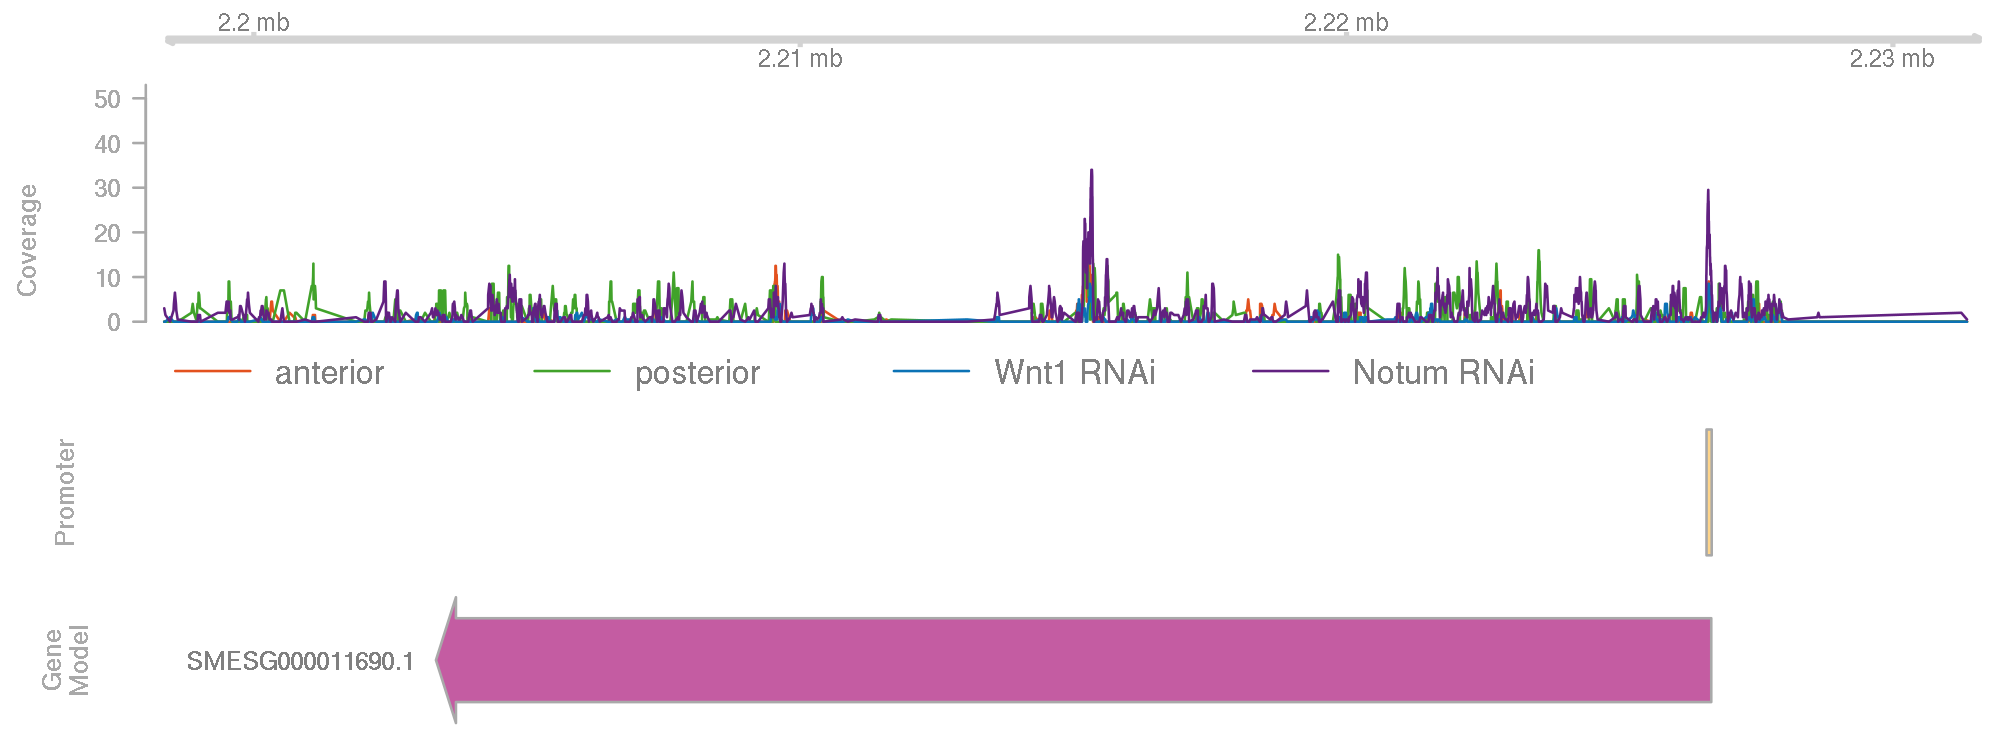 2.2 mb
2.22 mb
2.21 mb
2.23 mb
Coverage
50
40
30
20
10
0
anterior posterior Wnt1 RNAi Notum RNAi
Promoter
Gene
Model
SMESG000011690.1